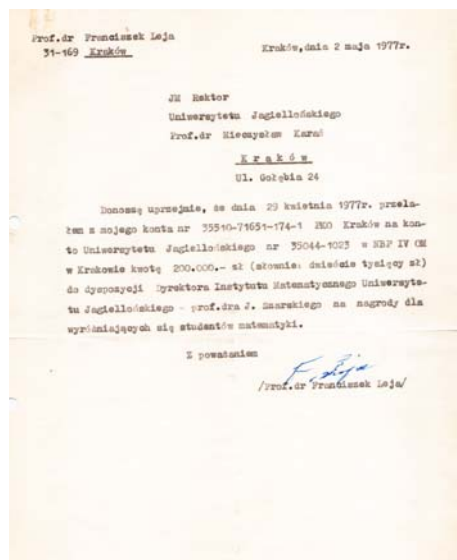 Prof.dr Franciszek Leja
31-169 Kraków
Kraków,dnia 2 maja 1977r.
JM Rektor
Uniwersytetu Jagiellońskiego
Prof.dr Mieczysław Karaś
Kraków
Ul. Gołębia 24
Donoszę uprzejmie, że dnia 29 kwietnia 1977r. przela-
łem z mojego konta nr 35510-71651-174-1 PKO Kraków na kon-
to Uniwersytetu Jagiellońskiego nr 35044-1023 w NBP IV OM
w Krakowie kwotę 200.000.- zł (słownie: dwieście tysięcy zł)
do dyspozycji Dyrektora Instytutu Matematycznego Uniwersyte-
tu Jagiellońskiego - prof.dra J. Szarskiego na nagrody dla
wyróżniających się studentów matematyki.
Z poważaniem
F. Leja
/Prof.dr Franciszek Leja/